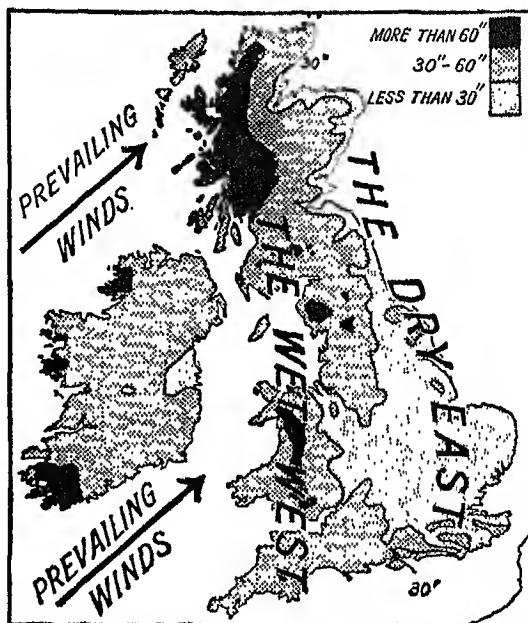 MORE THAN 60"
30"-60"
LESS THAN 30"
30"
PREVAILING
WINDS.
THE DRY EAST
THE WET WEST
PREVAILING
WINDS
30"